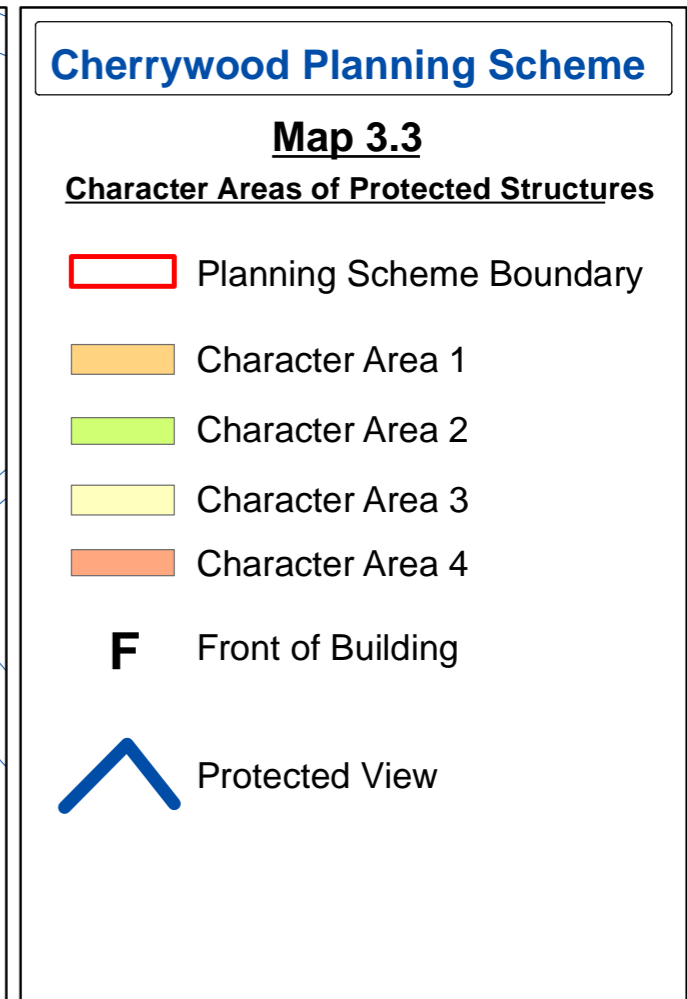 Cherrywood Planning Scheme
Map 3.3
Character Areas of Protected Structures
Planning Scheme Boundary
Character Area 1
Character Area 2
Character Area 3
Character Area 4
F Front of Building
Protected View